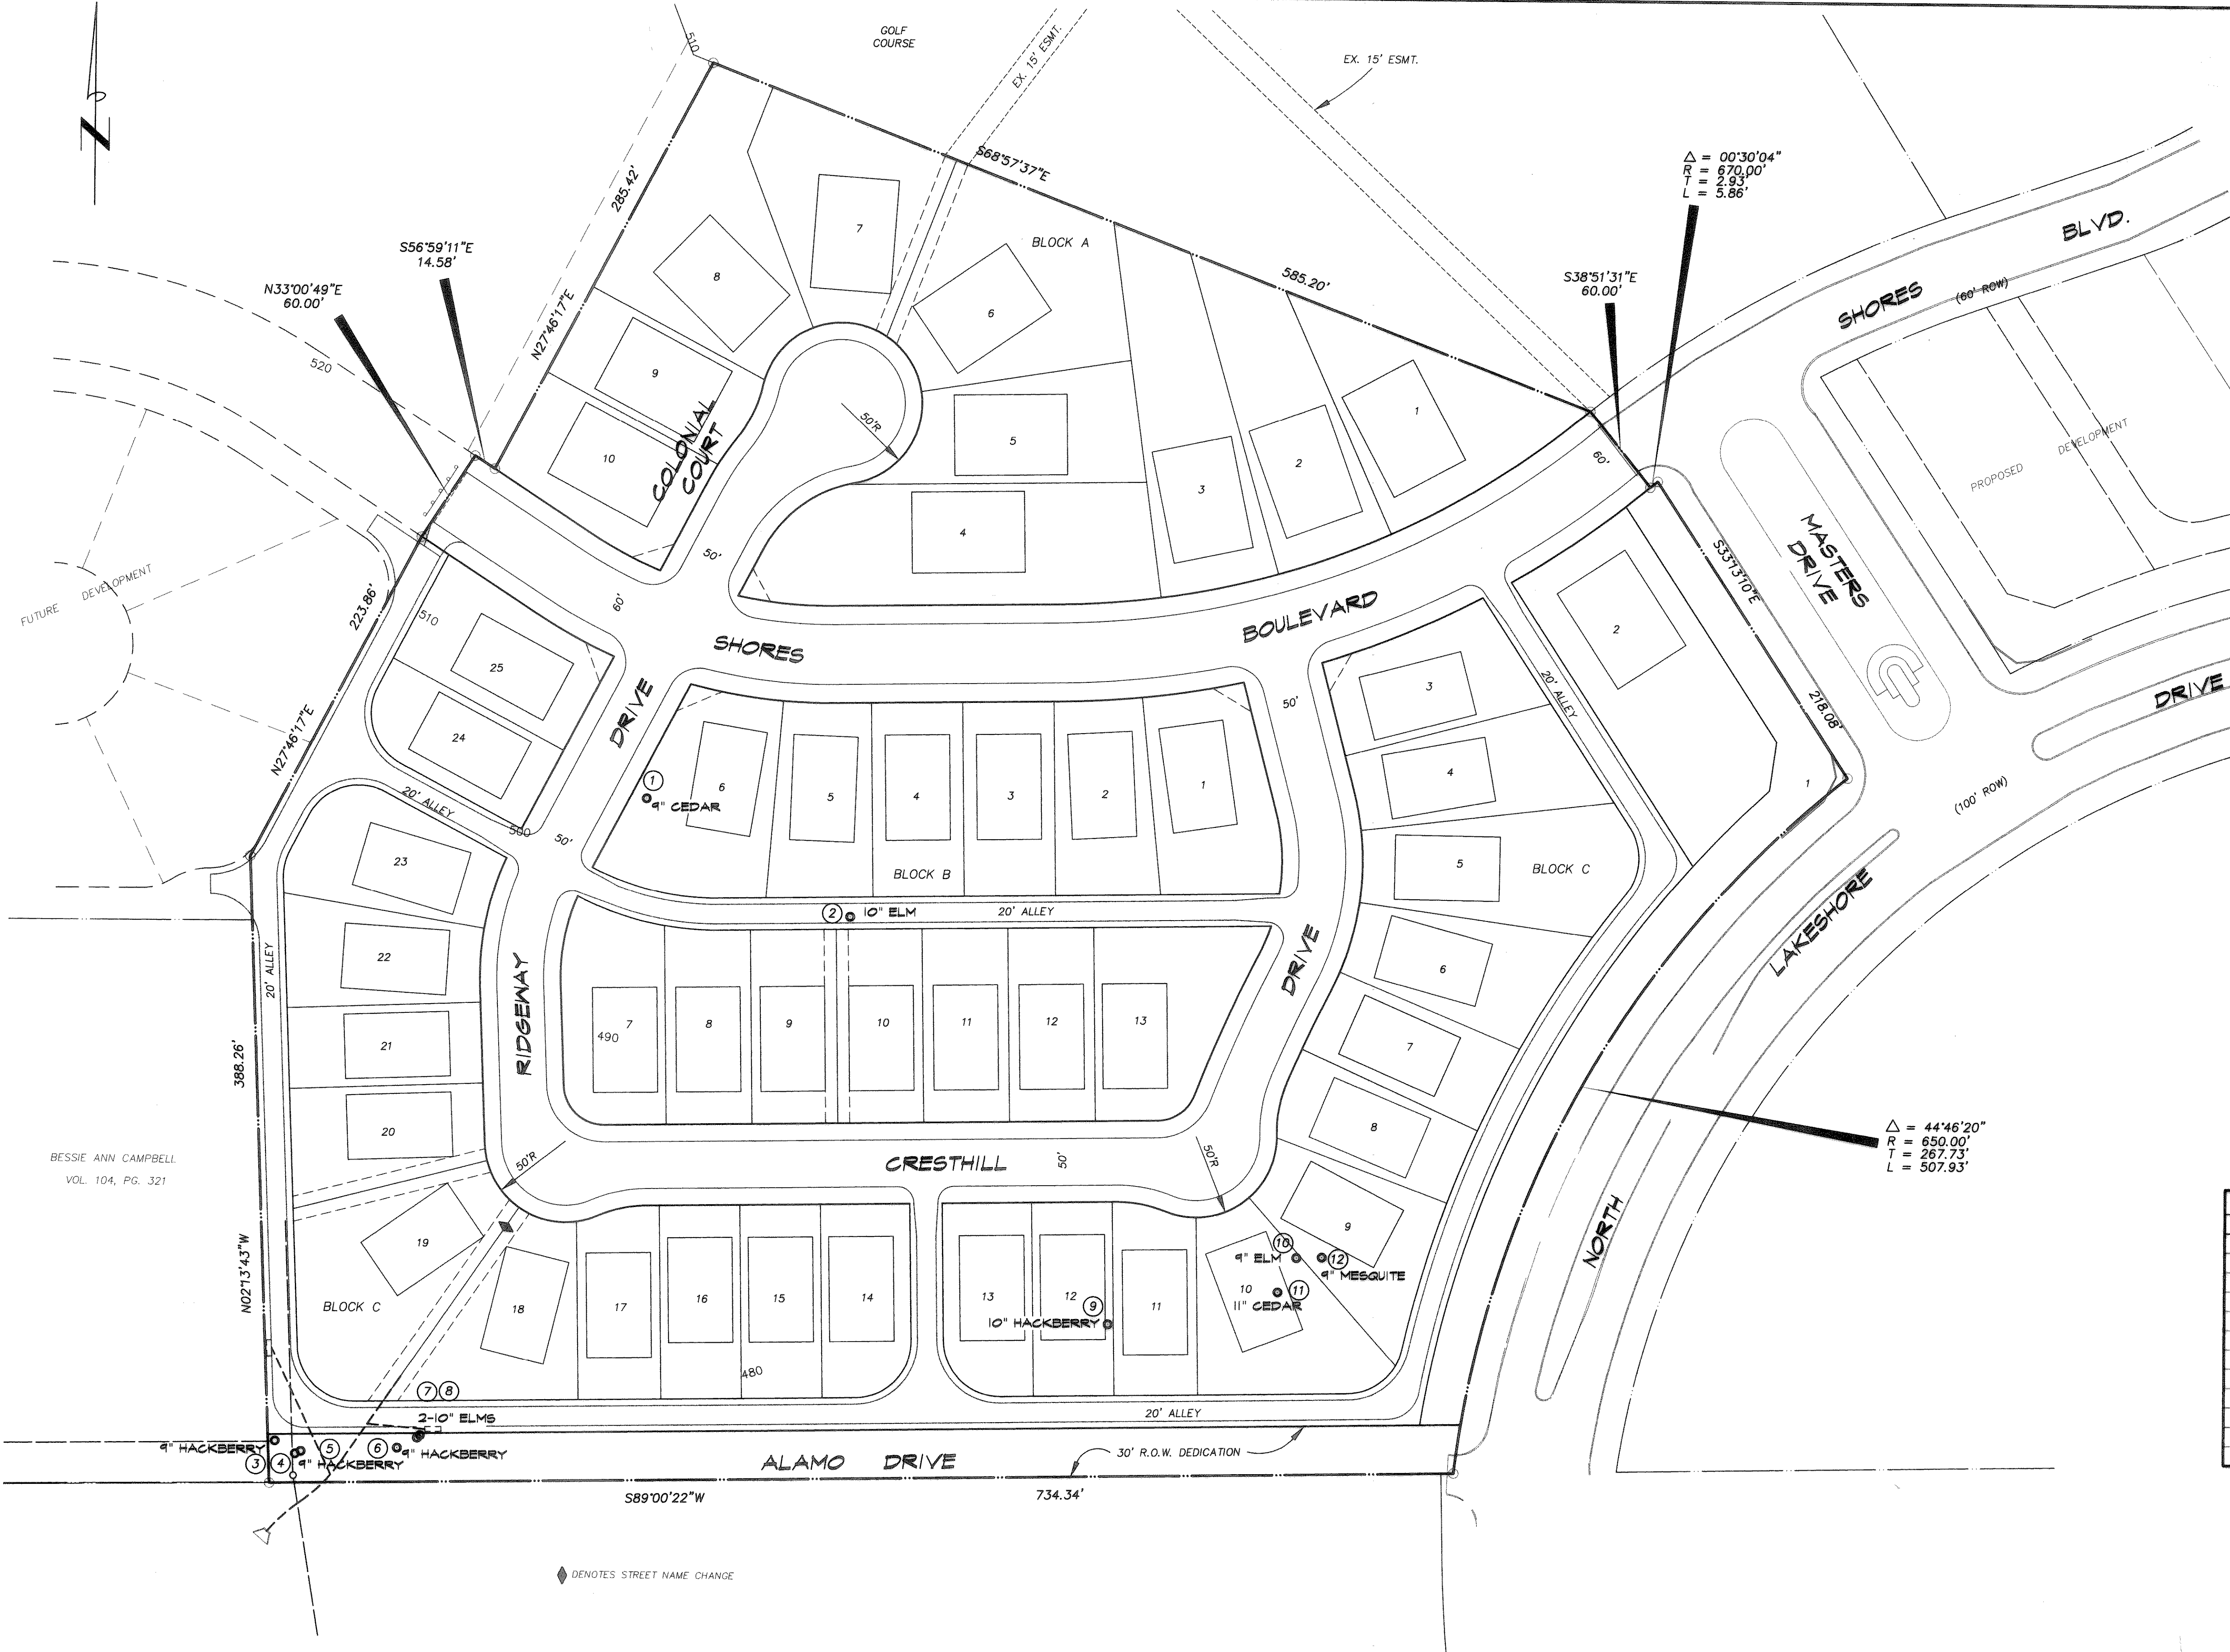 N
510
GOLF
COURSE
EX. 15' ESMT.
EX. 15' ESMT.
S68°57'37"E
585.20'
285.42'
N27°46'17"E
S56°59'11"E
14.58'
N33°00'49"E
60.00'
Δ = 00°30'04"
R = 670.00'
T = 2.93'
L = 5.86'
S38°51'31"E
60.00'
SHORES
BLVD.
(60' ROW)
60'
BLOCK A
7
8
9
10
6
5
4
3
2
1
COLONIAL
COURT
50'R
50'
520
FUTURE DEVELOPMENT
223.86'
N27°46'17"E
510
25
24
60'
SHORES
BOULEVARD
DRIVE
50'
20' ALLEY
500
50'
PROPOSED DEVELOPMENT
MASTERS
DRIVE
S33°13'10"E
218.08'
DRIVE
(100' ROW)
2
1
20' ALLEY
3
4
5
BLOCK C
6
7
8
9
1
9" CEDAR
6
5
4
3
2
1
BLOCK B
2
10" ELM
20' ALLEY
7
490
8
9
10
11
12
13
RIDGEWAY
DRIVE
23
22
21
20
19
20' ALLEY
388.26'
N02°13'43"W
BESSIE ANN CAMPBELL
VOL. 104, PG. 321
50'R
CRESTHILL
50'
50'R
BLOCK C
18
17
16
15
14
480
13
12
11
10
9
10" HACKBERRY
10
9" ELM
12
9" MESQUITE
11
11" CEDAR
LAKESHORE
NORTH
Δ = 44°46'20"
R = 650.00'
T = 267.73'
L = 507.93'
7 8
2-10" ELMS
9" HACKBERRY
3
4
5
9" HACKBERRY
6
9" HACKBERRY
20' ALLEY
ALAMO DRIVE
30' R.O.W. DEDICATION
S89°00'22"W
734.34'
DENOTES STREET NAME CHANGE